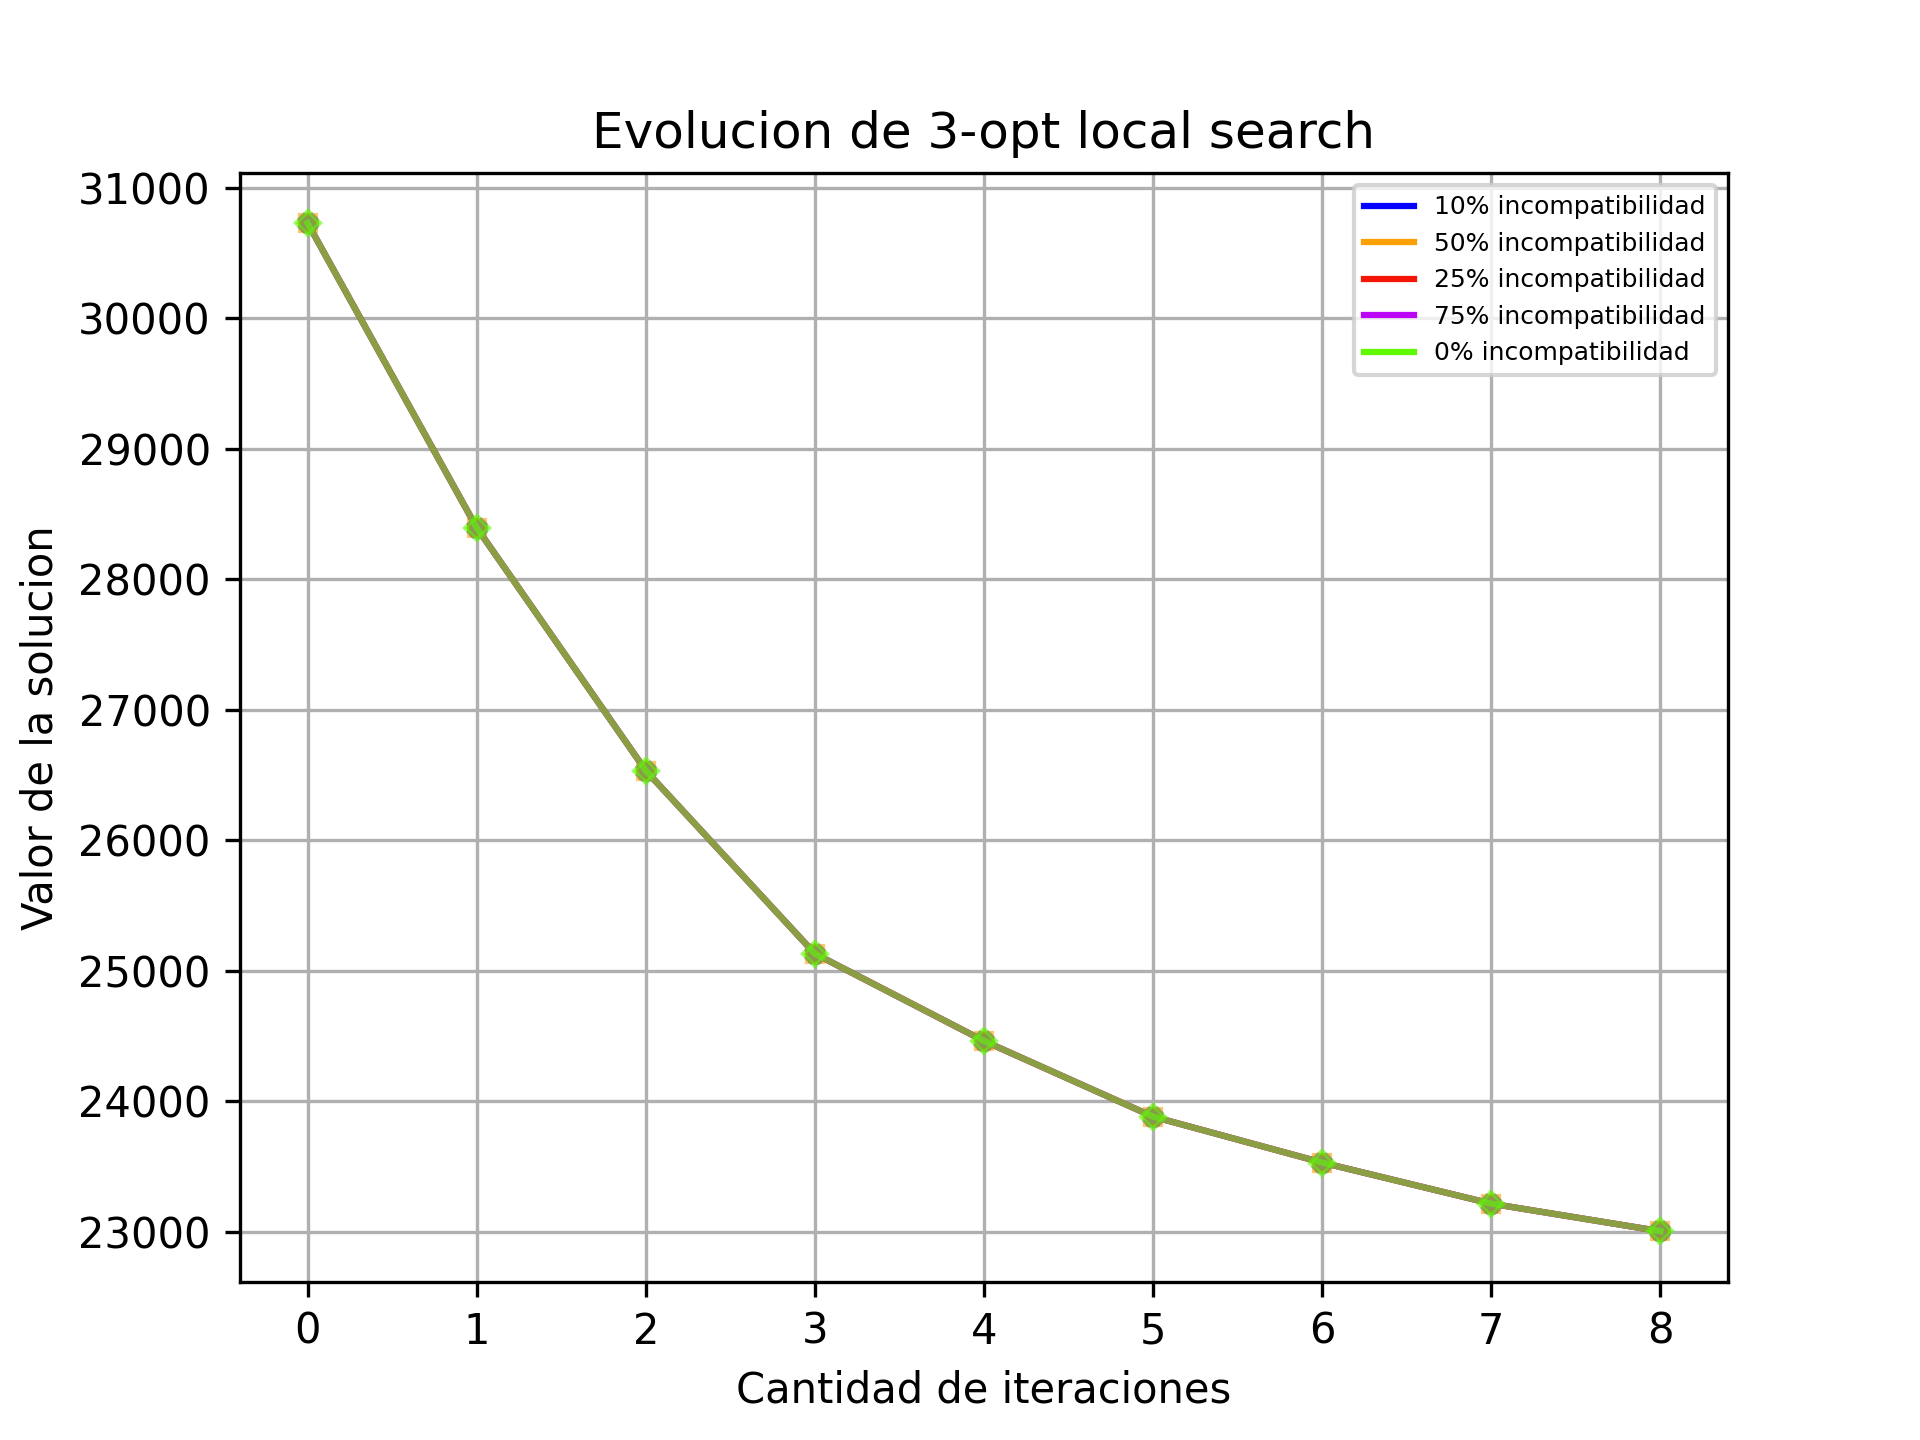 Evolucion de 3-opt local search
31000
30000
29000
28000
27000
26000
25000
24000
23000
Valor de la solucion
10% incompatibilidad
50% incompatibilidad
25% incompatibilidad
75% incompatibilidad
0% incompatibilidad
0 1 2 3 4 5 6 7 8
Cantidad de iteraciones